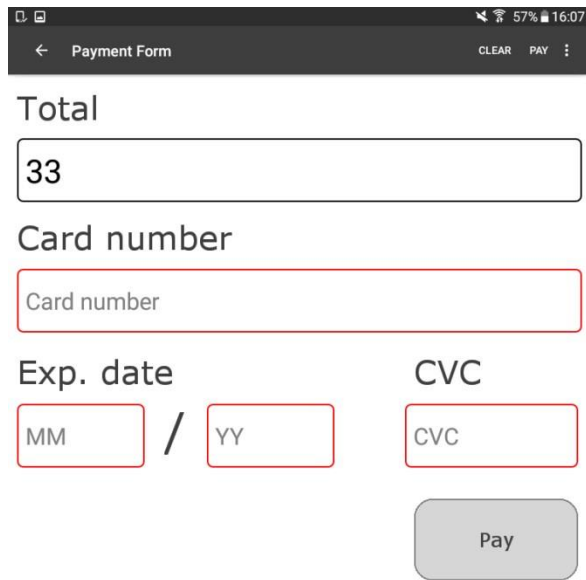 57% 16:07
Payment Form CLEAR PAY
Total
33
Card number
Card number
Exp. date CVC
MM / YY CVC
Pay